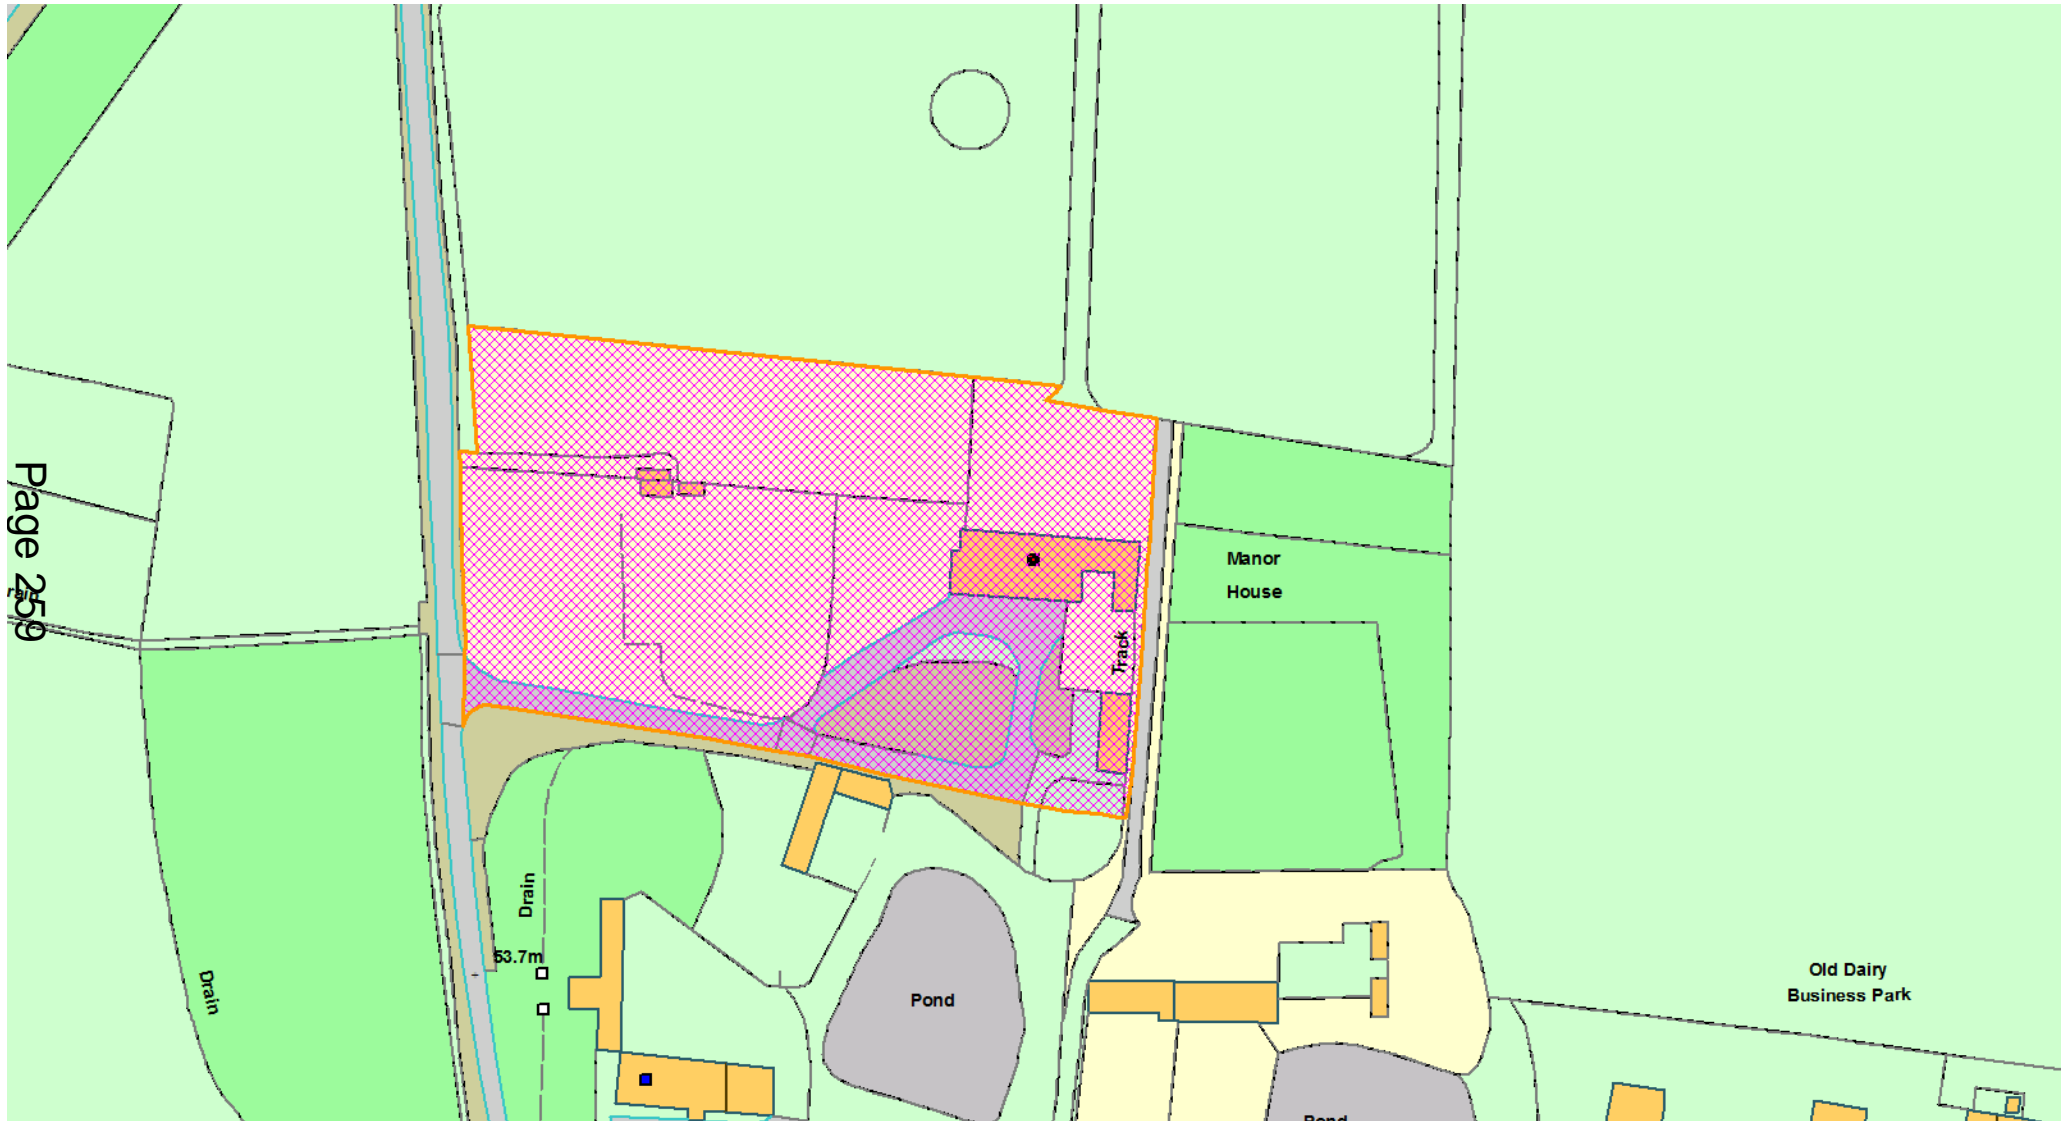 Page 259
Manor
House
Track
Drain
53.7m
Drain
Pond
Old Dairy
Business Park